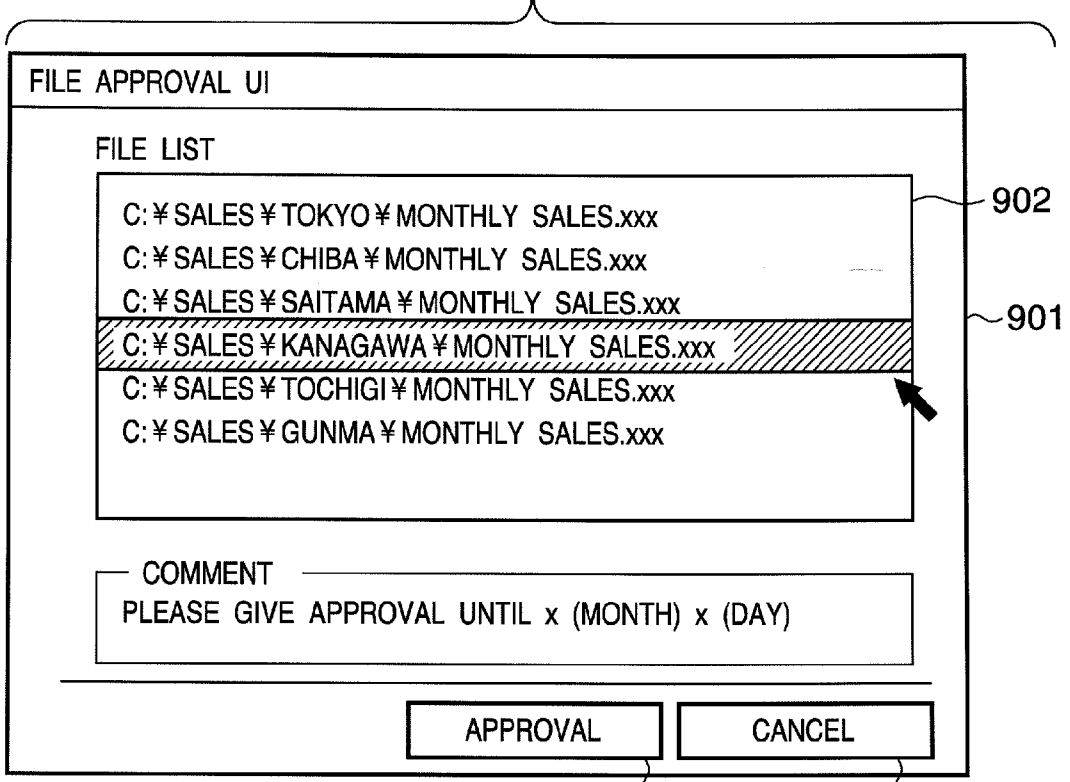 FILE APPROVAL UI
FILE LIST
C:¥SALES¥TOKYO¥MONTHLY SALES.xxx
902
C:¥SALES¥CHIBA¥MONTHLY SALES.xxx
C:¥SALES¥SAITAMA¥MONTHLY SALES.xxx
901
C:¥SALES¥KANAGAWA¥MONTHLY SALES.xxx
C:¥SALES¥TOCHIGI¥MONTHLY SALES.xxx
C:¥SALES¥GUNMA¥MONTHLY SALES.xxx
COMMENT
PLEASE GIVE APPROVAL UNTIL x (MONTH) x (DAY)
APPROVAL
CANCEL